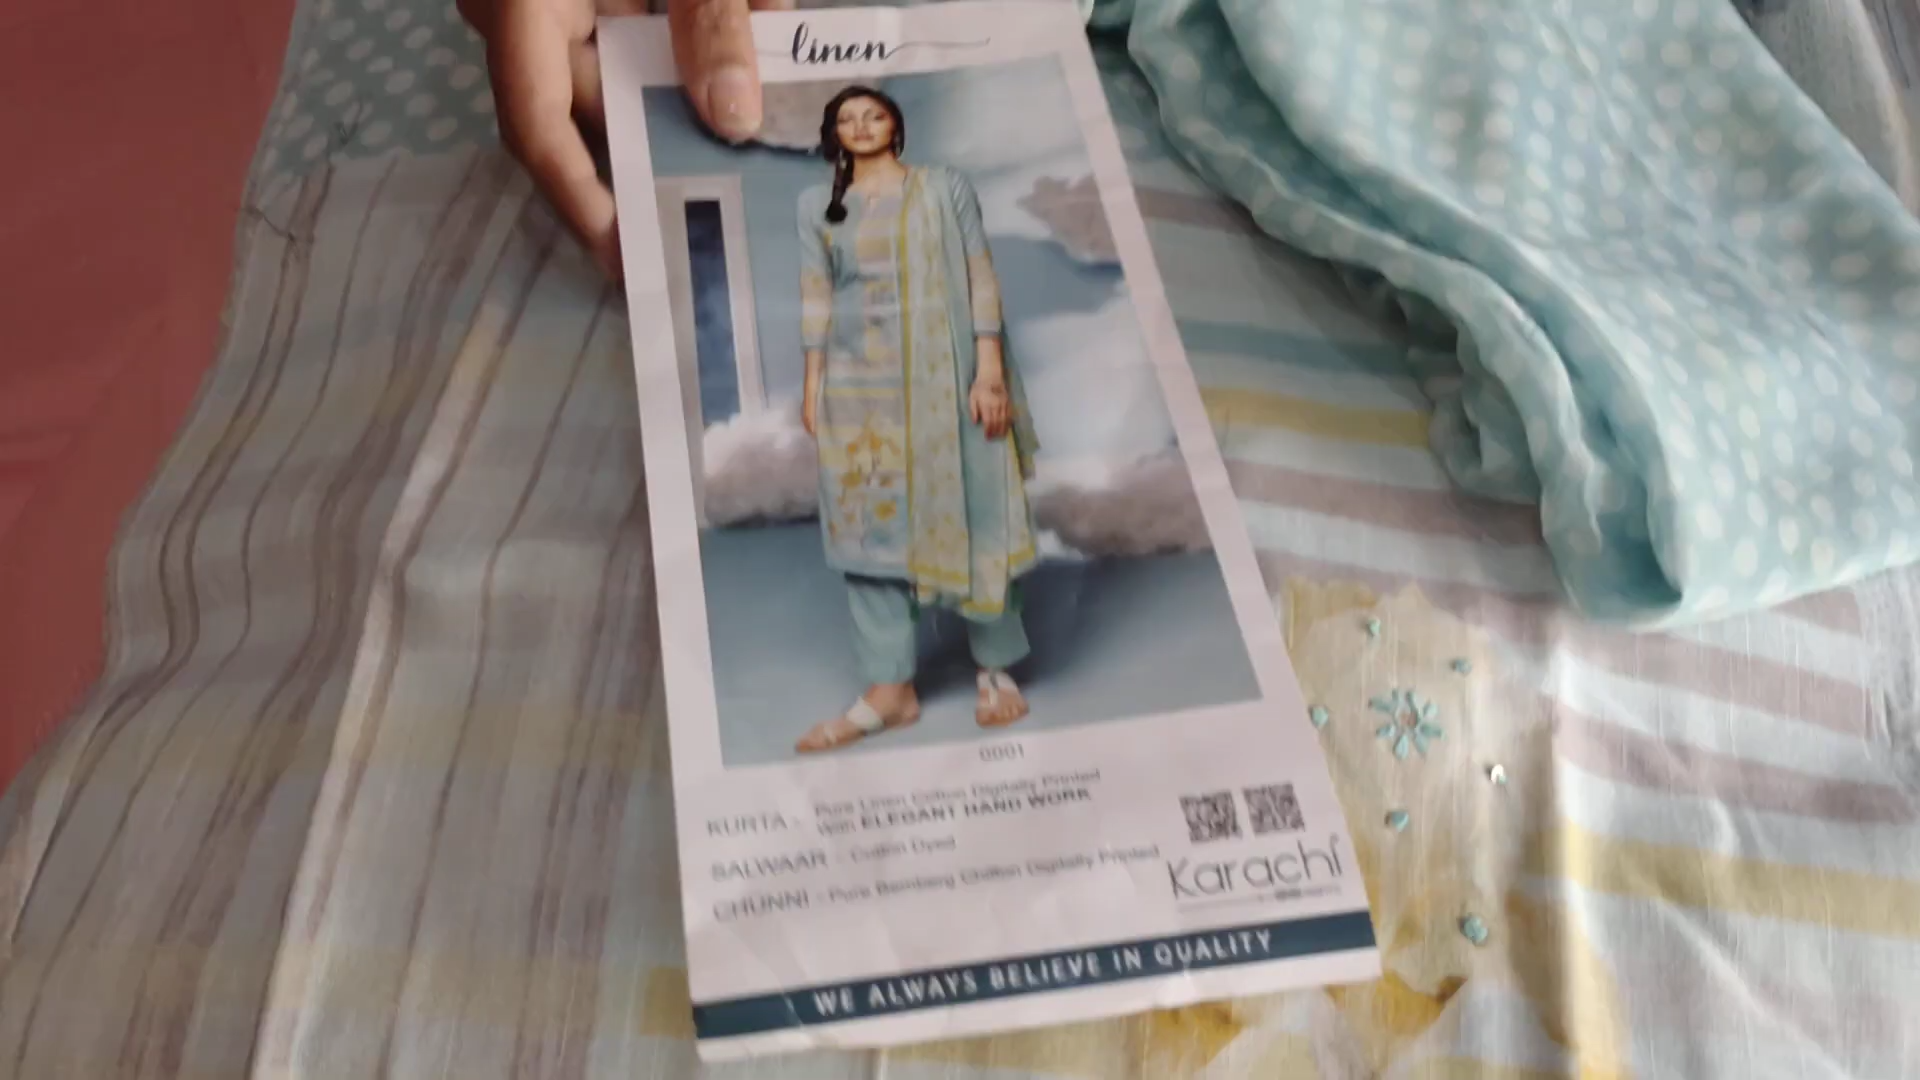 linen
0001
KURTA - Pure Linen Cotton Digitally Printed
With ELEGANT HAND WORK
SALWAAR - Cotton Dyed
CHUNNI - Pure Bemberg Chiffon Digitally Printed
Karachi
WE ALWAYS BELIEVE IN QUALITY